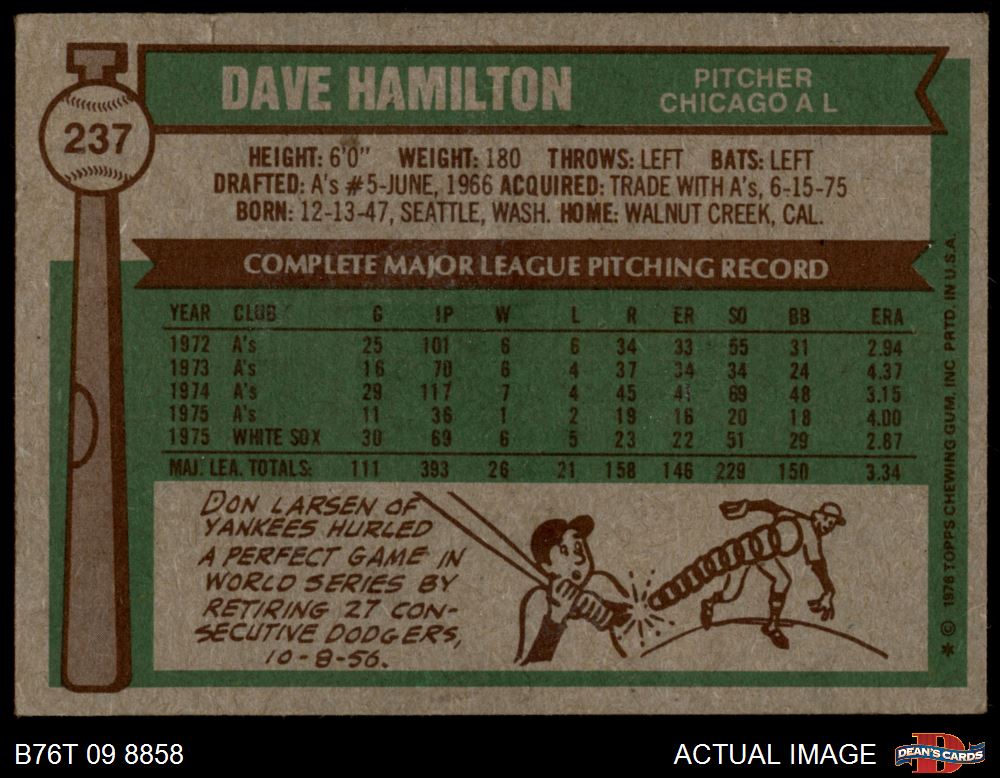 DAVE HAMILTON
PITCHER
CHICAGO A L
237
HEIGHT: 6'0" WEIGHT: 180 THROWS: LEFT BATS: LEFT
DRAFTED: A's #5-JUNE, 1966 ACQUIRED: TRADE WITH A's, 6-15-75
BORN: 12-13-47, SEATTLE, WASH. HOME: WALNUT CREEK, CAL.
COMPLETE MAJOR LEAGUE PITCHING RECORD
YEAR CLUB G IP W L R ER SO BB ERA
1972 A's 25 101 6 6 34 33 55 31 2.94
1973 A's 16 70 6 4 37 34 34 24 4.37
1974 A's 29 117 7 4 45 41 69 48 3.15
1975 A's 11 36 1 2 19 16 20 18 4.00
1975 WHITE SOX 30 69 6 5 23 22 51 29 2.87
MAJ. LEA. TOTALS: 111 393 26 21 158 146 229 150 3.34
DON LARSEN OF
YANKEES HURLED
A PERFECT GAME IN
WORLD SERIES BY
RETIRING 27 CON-
SECUTIVE DODGERS,
10-8-56.
* © 1976 TOPPS CHEWING GUM, INC PRTD. IN U.S.A.
B76T 09 8858
ACTUAL IMAGE
DEAN'S CARDS